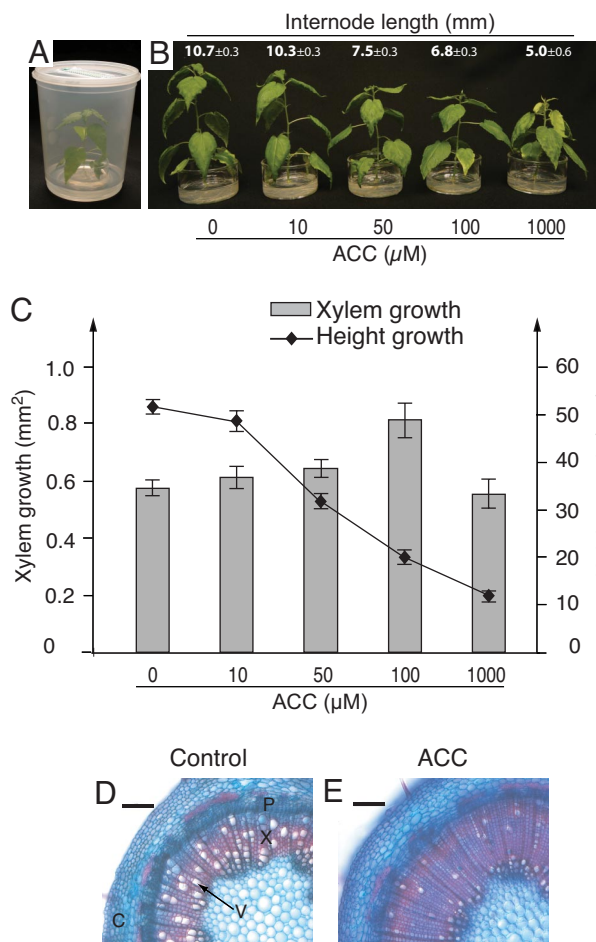 A
B
Internode length (mm)
10.7±0.3 10.3±0.3 7.5±0.3 6.8±0.3 5.0±0.6
0 10 50 100 1000
ACC (µM)
C
Xylem growth
Height growth
Xylem growth (mm²)
1.0
0.8
0.6
0.4
0.2
0
60
50
40
30
20
10
0
0 10 50 100 1000
ACC (µM)
Control
ACC
D
P
X
V
C
E